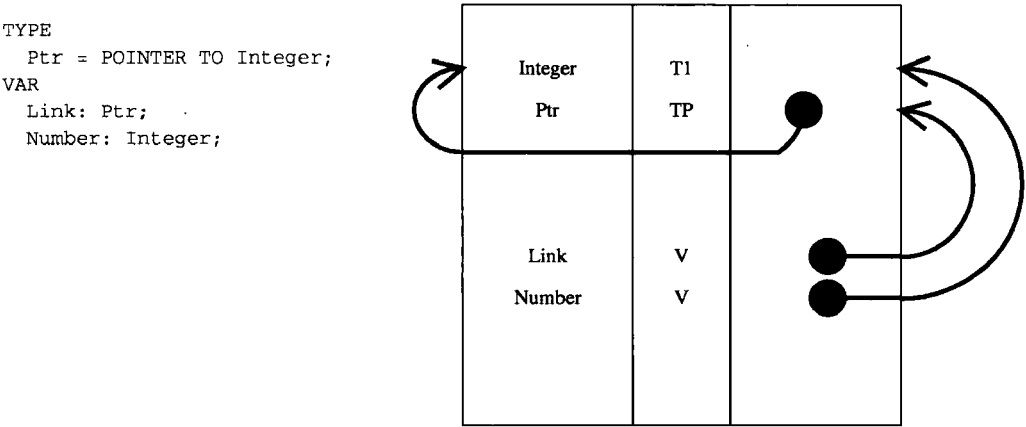 TYPE
Ptr = POINTER TO Integer;
VAR
Link: Ptr;
Number: Integer;
Integer T1
Ptr TP
Link V
Number V